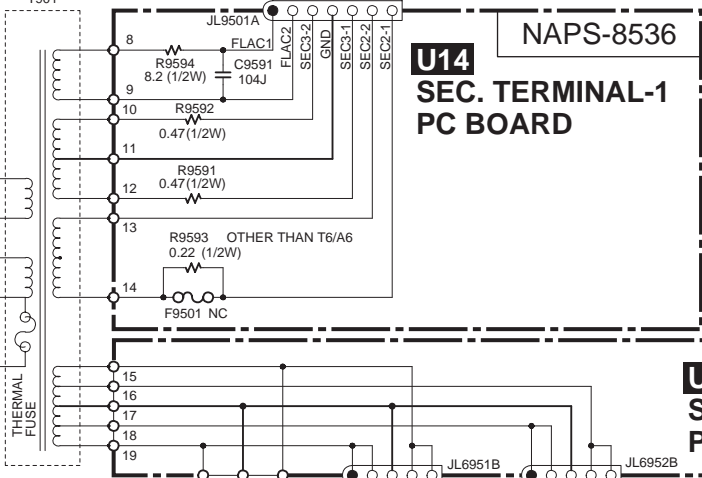 JL9501A
FLAC1
FLAC2
SEC3-2
GND
SEC3-1
SEC2-2
SEC2-1
NAPS-8536
U14
SEC. TERMINAL-1
PC BOARD
8
R9594
8.2 (1/2W)
C9591
104J
9
10
R9592
0.47(1/2W)
11
R9591
0.47(1/2W)
12
13
R9593
0.22 (1/2W)
OTHER THAN T6/A6
14
F9501 NC
THERMAL
FUSE
15
16
17
18
19
JL6951B
JL6952B